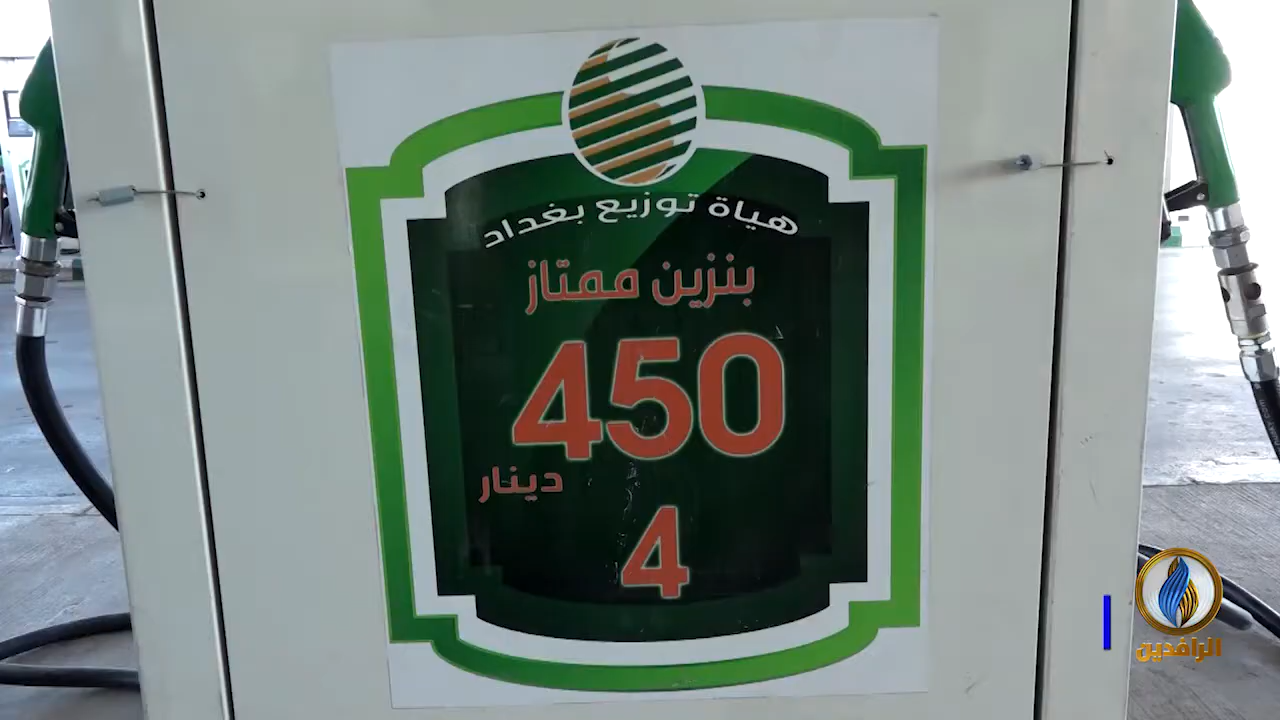 هياة توزيع بغداد
بنزين ممتاز
450
دينار
4
الرافدين